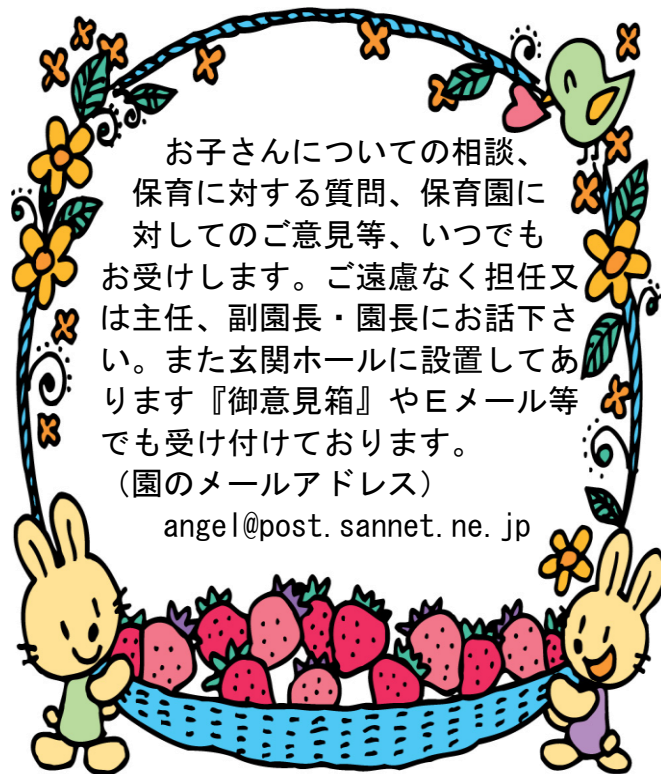 お子さんについての相談、
保育に対する質問、保育園に
対してのご意見等、いつでも
お受けします。ご遠慮なく担任又
は主任、副園長・園長にお話下さ
い。また玄関ホールに設置してあ
ります『御意見箱』やEメール等
でも受け付けております。
（園のメールアドレス）
angel@post.sannet.ne.jp